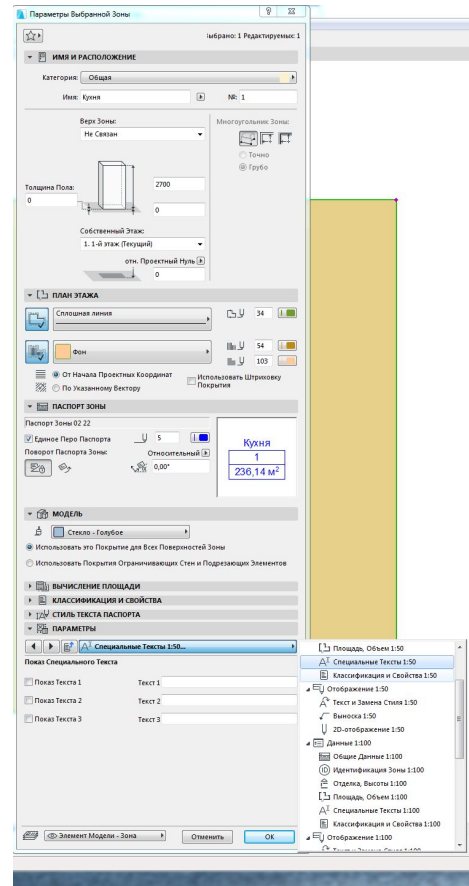 Параметры Выбранной Зоны
Выбрано: 1 Редактируемых: 1
ИМЯ И РАСПОЛОЖЕНИЕ
Категория: Общая
Имя: Кухня №: 1
Верх Зоны: Многоугольник Зоны:
Не Связан
Точно
Грубо
Толщина Пола: 2700
0
0
Собственный Этаж:
1. 1-й этаж (Текущий)
отн. Проектный Нуль
0
ПЛАН ЭТАЖА
Сплошная линия 34
Фон 54
103
От Начала Проектных Координат Использовать Штриховку Покрытия
По Указанному Вектору
ПАСПОРТ ЗОНЫ
Паспорт Зоны 02 22
Единое Перо Паспорта 5
Поворот Паспорта Зоны: Относительный
0,00°
Кухня
1
236,14 м²
МОДЕЛЬ
Стекло - Голубое
Использовать это Покрытие для Всех Поверхностей Зоны
Использовать Покрытия Ограничивающих Стен и Подрезающих Элементов
ВЫЧИСЛЕНИЕ ПЛОЩАДИ
КЛАССИФИКАЦИЯ И СВОЙСТВА
СТИЛЬ ТЕКСТА ПАСПОРТА
ПАРАМЕТРЫ
Специальные Тексты 1:50...
Показ Специального Текста
Показ Текста 1 Текст 1
Показ Текста 2 Текст 2
Показ Текста 3 Текст 3
Элемент Модели - Зона Отменить OK
Площадь, Объем 1:50
Специальные Тексты 1:50
Классификация и Свойства 1:50
Отображение 1:50
Текст и Замена Стиля 1:50
Выноска 1:50
2D-отображение 1:50
Данные 1:100
Общие Данные 1:100
Идентификация Зоны 1:100
Отделка, Высоты 1:100
Площадь, Объем 1:100
Специальные Тексты 1:100
Классификация и Свойства 1:100
Отображение 1:100